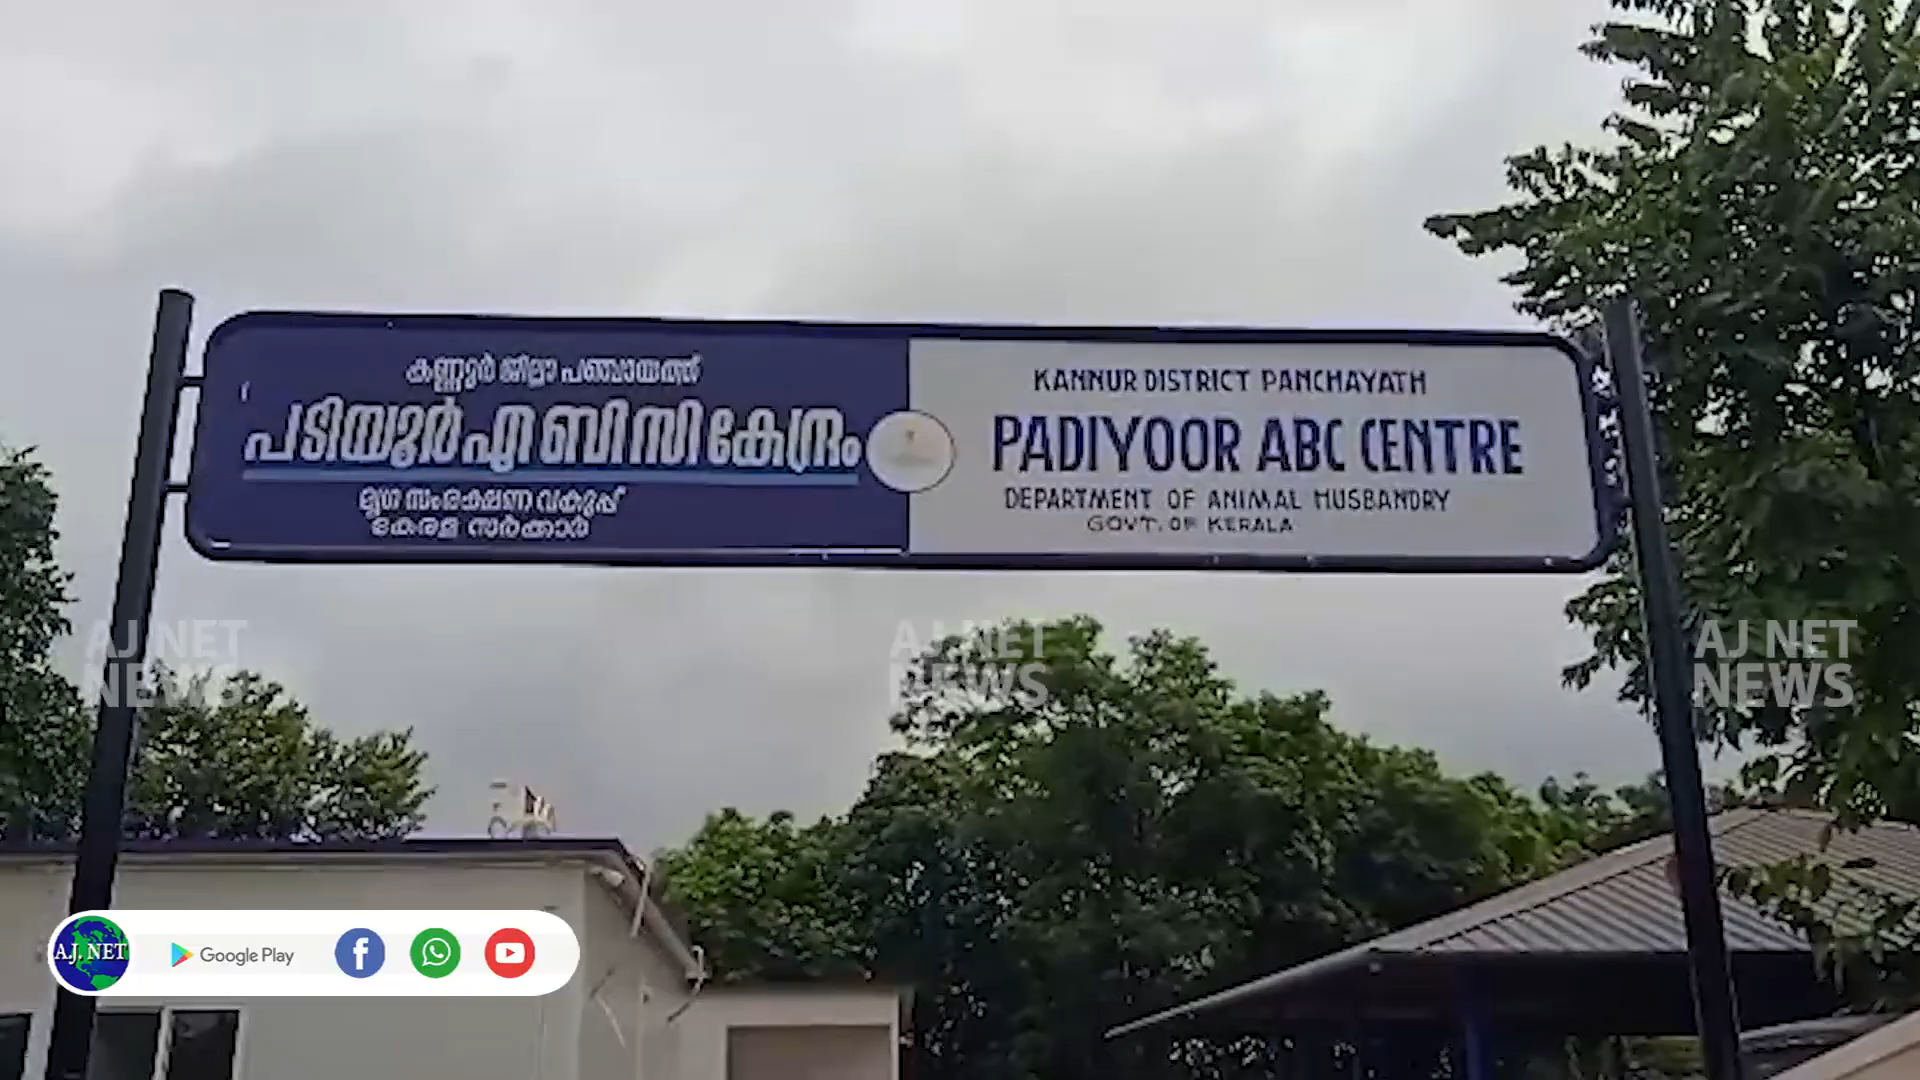 കണ്ണൂർ ജില്ലാ പഞ്ചായത്ത്
പടിയൂർ എ ബി സി കേന്ദ്രം
മൃഗ സംരക്ഷണ വകുപ്പ്
കേരള സർക്കാർ
KANNUR DISTRICT PANCHAYATH
PADIYOOR ABC CENTRE
DEPARTMENT OF ANIMAL HUSBANDRY
GOVT. OF KERALA
AJ NET
NEWS
AJ NET
NEWS
AJ NET
NEWS
A.J. NET
Google Play